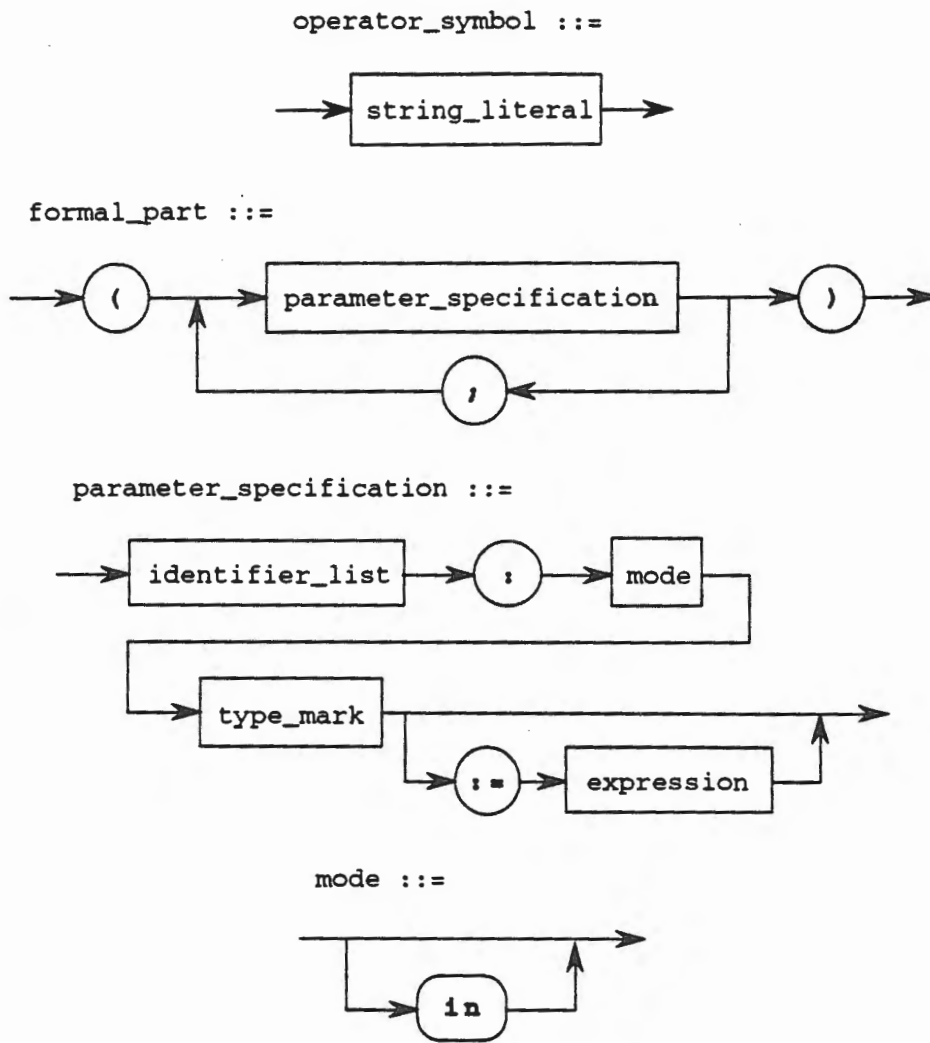 operator_symbol ::=
string_literal
formal_part ::=
( parameter_specification )
;
parameter_specification ::=
identifier_list : mode
type_mark
:= expression
mode ::=
in